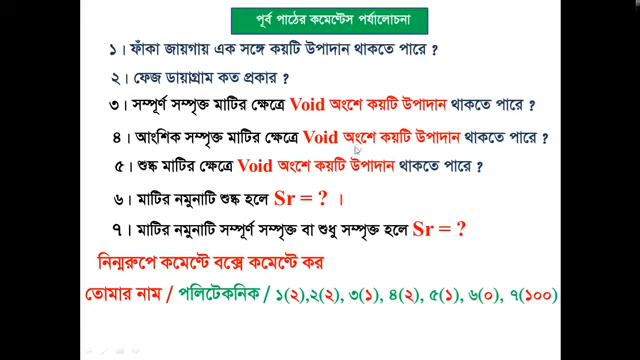 পূর্ব পাঠের কমেন্টেস পর্যালোচনা
১। ফাঁকা জায়গায় এক সঙ্গে কয়টি উপাদান থাকতে পারে ?
২। ফেজ ডায়াগ্রাম কত প্রকার ?
৩। সম্পূর্ণ সম্পৃক্ত মাটির ক্ষেত্রে Void অংশে কয়টি উপাদান থাকতে পারে ?
৪। আংশিক সম্পৃক্ত মাটির ক্ষেত্রে Void অংশে কয়টি উপাদান থাকতে পারে ?
৫। শুষ্ক মাটির ক্ষেত্রে Void অংশে কয়টি উপাদান থাকতে পারে ?
৬। মাটির নমুনাটি শুষ্ক হলে Sr = ? ।
৭। মাটির নমুনাটি সম্পূর্ণ সম্পৃক্ত বা শুধু সম্পৃক্ত হলে Sr = ?
নিন্মরুপে কমেন্টে বক্সে কমেন্টে কর
তোমার নাম / পলিটেকনিক / ১(২),২(২), ৩(১), ৪(২), ৫(১), ৬(০), ৭(১০০)